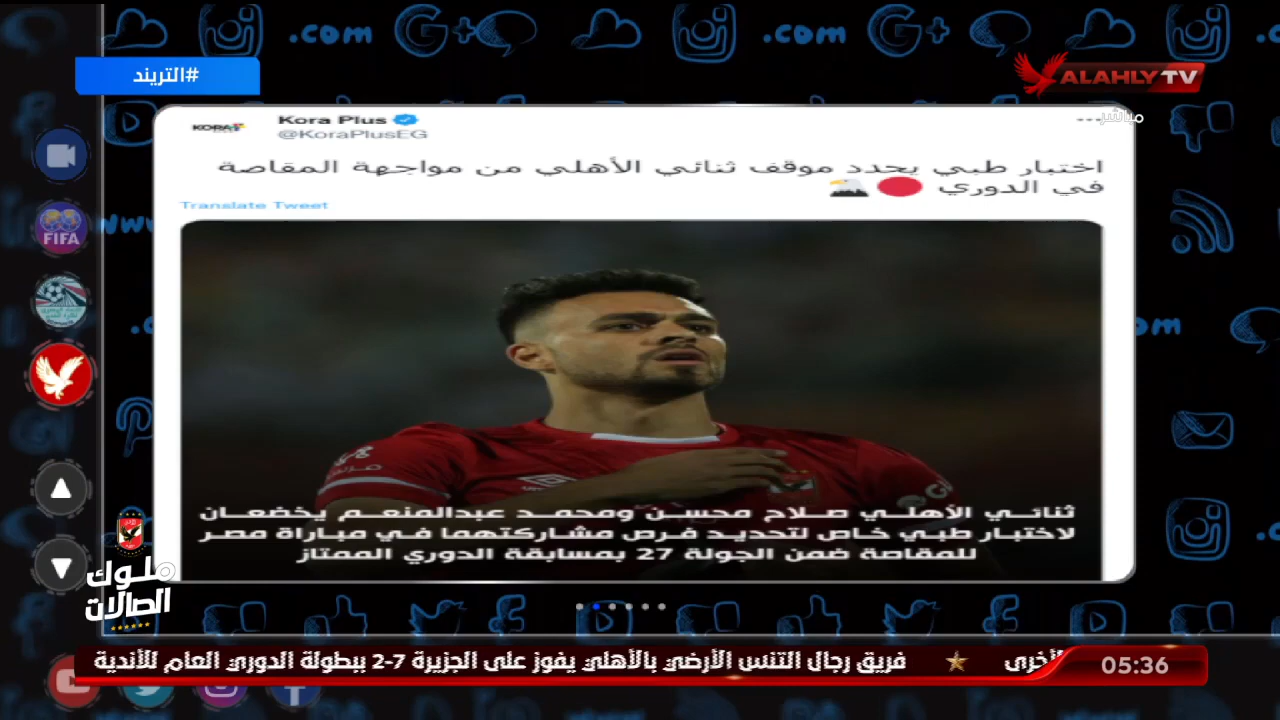 #التريند
ALAHLY TV
مباشر
Kora Plus
@KoraPlusEG
اختبار طبي يحدد موقف ثنائي الأهلي من مواجهة المقاصة
في الدوري
Translate Tweet
ثنائي الأهلي صلاح محسن ومحمد عبدالمنعم يخضعان
لاختبار طبي خاص لتحديد فرص مشاركتهما في مباراة مصر
للمقاصة ضمن الجولة 27 بمسابقة الدوري الممتاز
FIFA
ملوك
الصالات
فريق رجال التنس الأرضي بالأهلي يفوز على الجزيرة 7-2 ببطولة الدوري العام للأندية
05:36
.com
.com